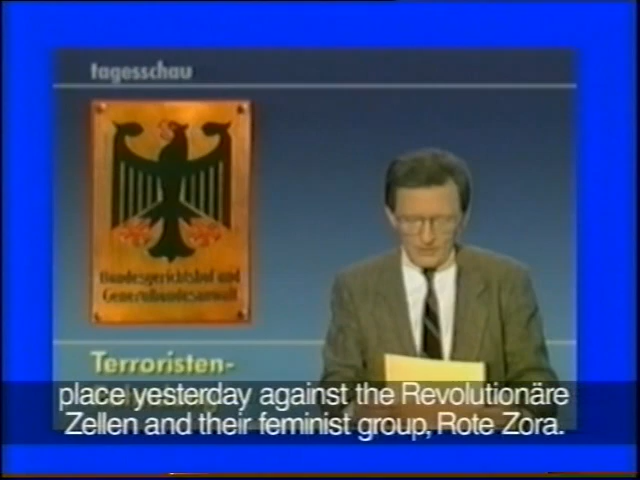 tagesschau
Bundesgerichtshof und
Generalbundesanwalt
Terroristen-
place yesterday against the Revolutionäre
Zellen and their feminist group, Rote Zora.